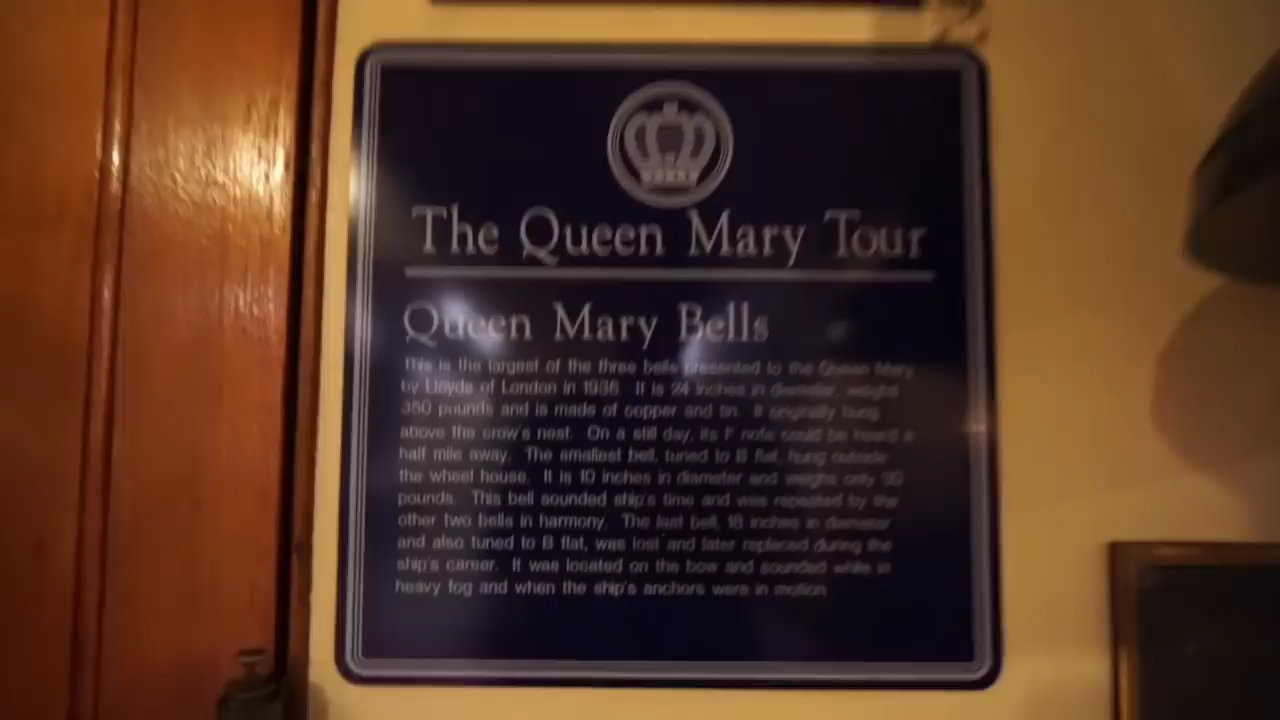 The Queen Mary Tour
Queen Mary Bells
This is the largest of the three bells presented to the Queen Mary
by Lloyds of London in 1936. It is 24 inches in diameter, weighs
350 pounds and is made of copper and tin. It originally hung
above the crow's nest. On a still day, its F note could be heard a
half mile away. The smallest bell, tuned to B flat, hung outside
the wheel house. It is 10 inches in diameter and weighs only
pounds. This bell sounded ship's time and was repeated by the
other two bells in harmony. The last bell, 18 inches in diameter
and also tuned to B flat, was lost and later replaced during the
ship's career. It was located on the bow and sounded while in
heavy fog and when the ship's anchors were in motion